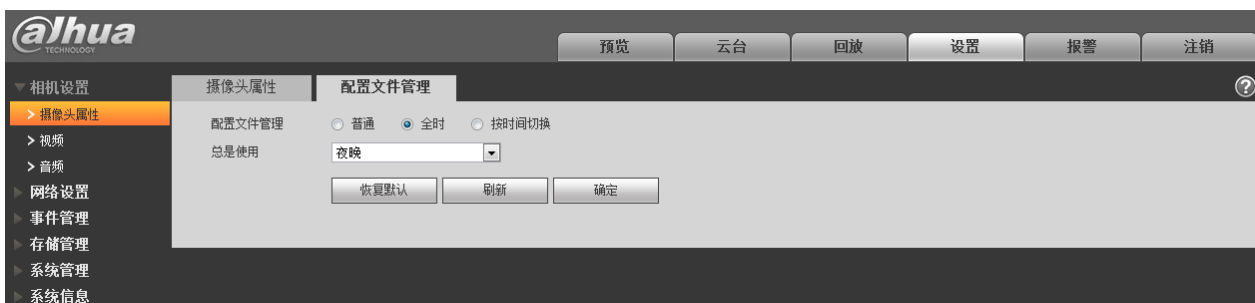 alhua
TECHNOLOGY
预览 云台 回放 设置 报警 注销
相机设置
> 摄像头属性
> 视频
> 音频
网络设置
事件管理
存储管理
系统管理
系统信息
摄像头属性 配置文件管理
?
配置文件管理 普通 全时 按时间切换
总是使用 夜晚
恢复默认 刷新 确定